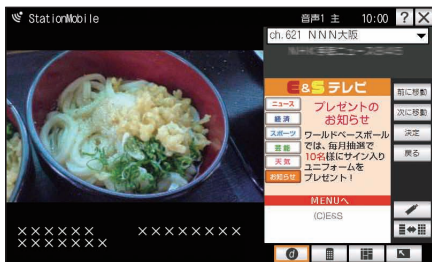 StationMobile
音声1 主
10:00
?
×
ch.621 NNN大阪
E&Sテレビ
ニュース
経済
スポーツ
芸能
天気
お知らせ
プレゼントの
お知らせ
ワールドベースボール
では、毎月抽選で
10名様にサイン入り
ユニフォームを
プレゼント!
MENUへ
(C)E&S
前に移動
次に移動
決定
戻る
×××××× ××××××××
×××××××
d